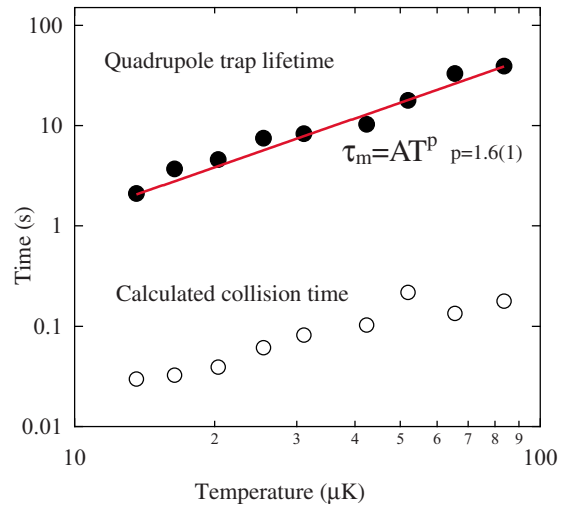 100
Quadrupole trap lifetime
10
τₘ=ATᵖ p=1.6(1)
1
Time (s)
Calculated collision time
0.1
0.01
10 2 3 4 5 6 7 8 9 100
Temperature (μK)